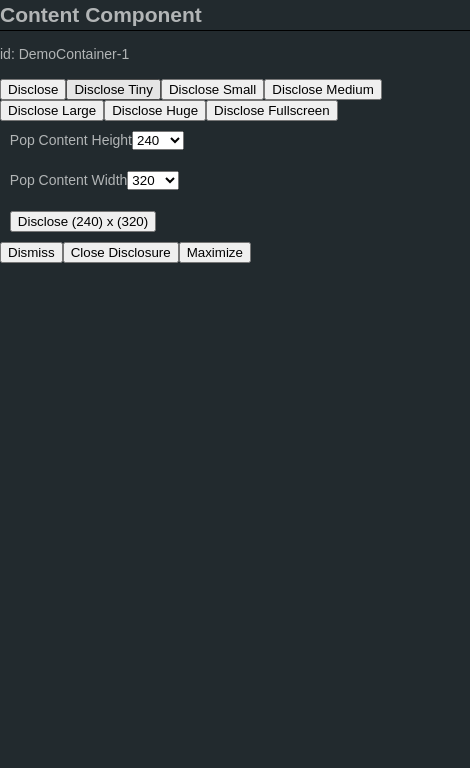 Content Component
id: DemoContainer-1
Disclose Disclose Tiny Disclose Small Disclose Medium
Disclose Large Disclose Huge Disclose Fullscreen
Pop Content Height 240
Pop Content Width 320
Disclose (240) x (320)
Dismiss Close Disclosure Maximize